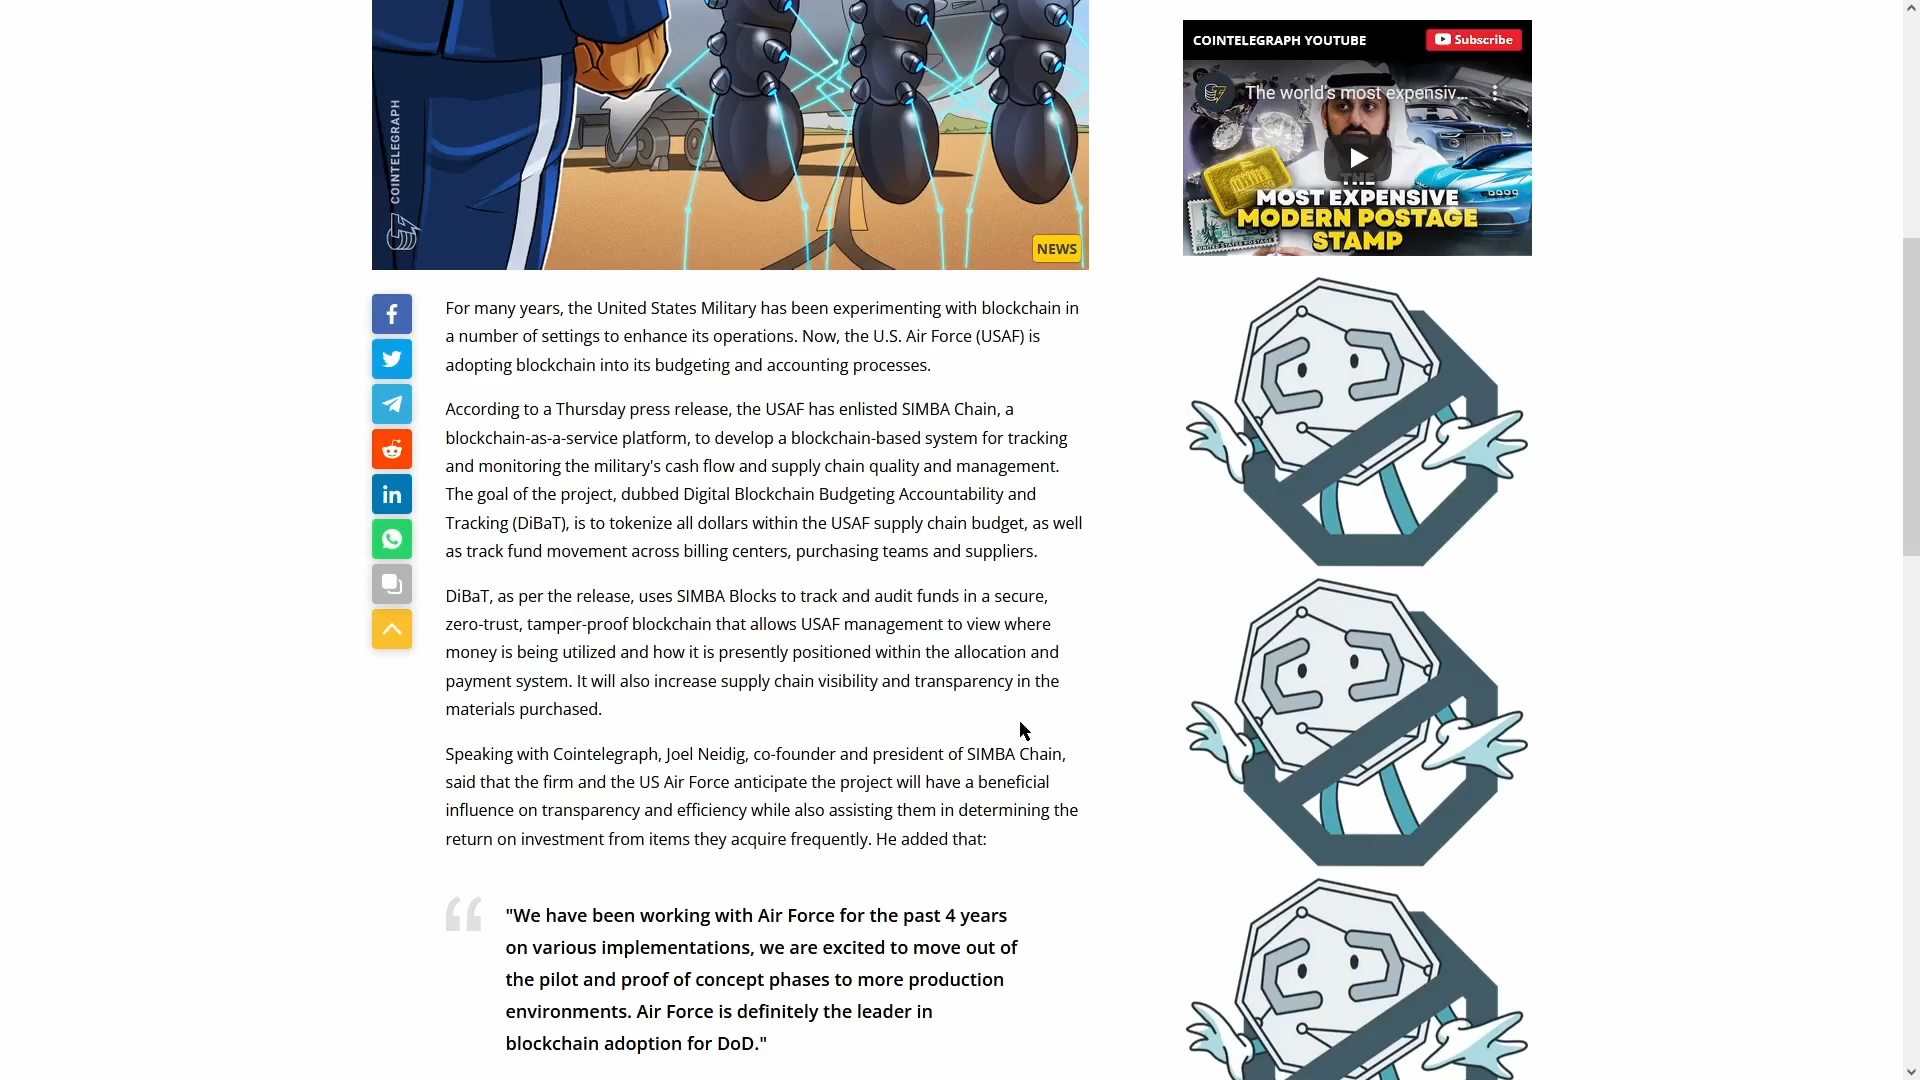 COINTELEGRAPH
NEWS
For many years, the United States Military has been experimenting with blockchain in
a number of settings to enhance its operations. Now, the U.S. Air Force (USAF) is
adopting blockchain into its budgeting and accounting processes.
According to a Thursday press release, the USAF has enlisted SIMBA Chain, a
blockchain-as-a-service platform, to develop a blockchain-based system for tracking
and monitoring the military's cash flow and supply chain quality and management.
The goal of the project, dubbed Digital Blockchain Budgeting Accountability and
Tracking (DiBaT), is to tokenize all dollars within the USAF supply chain budget, as well
as track fund movement across billing centers, purchasing teams and suppliers.
DiBaT, as per the release, uses SIMBA Blocks to track and audit funds in a secure,
zero-trust, tamper-proof blockchain that allows USAF management to view where
money is being utilized and how it is presently positioned within the allocation and
payment system. It will also increase supply chain visibility and transparency in the
materials purchased.
Speaking with Cointelegraph, Joel Neidig, co-founder and president of SIMBA Chain,
said that the firm and the US Air Force anticipate the project will have a beneficial
influence on transparency and efficiency while also assisting them in determining the
return on investment from items they acquire frequently. He added that:
"We have been working with Air Force for the past 4 years
on various implementations, we are excited to move out of
the pilot and proof of concept phases to more production
environments. Air Force is definitely the leader in
blockchain adoption for DoD."
COINTELEGRAPH YOUTUBE
Subscribe
The world's most expensiv...
THE
MOST EXPENSIVE
MODERN POSTAGE
STAMP
UNITED STATES POSTAGE